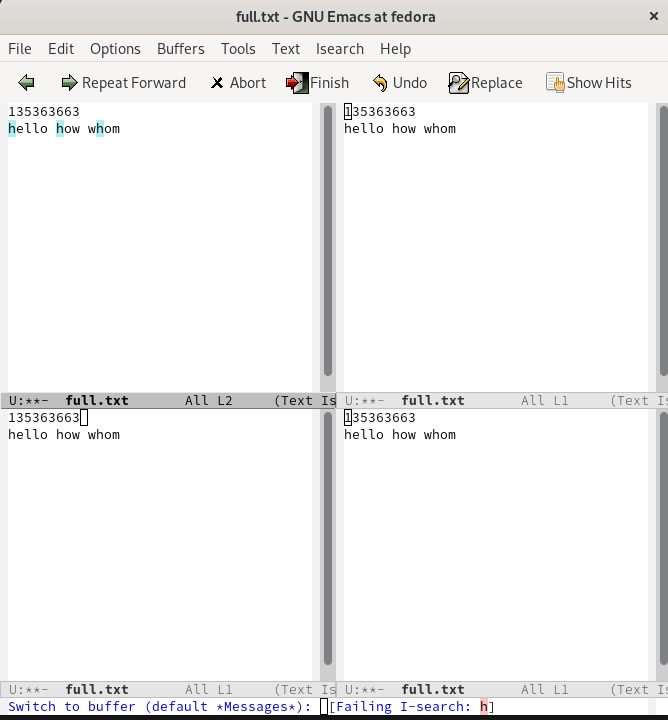 full.txt - GNU Emacs at fedora ×
File Edit Options Buffers Tools Text Isearch Help
Repeat Forward Abort Finish Undo Replace Show Hits
135363663
hello how whom
U:**- full.txt All L2 (Text Is
135363663
hello how whom
U:**- full.txt All L1 (Text Is
135363663
hello how whom
U:**- full.txt All L1 (Text Is
135363663
hello how whom
U:**- full.txt All L1 (Text Is
Switch to buffer (default *Messages*): [Failing I-search: h]